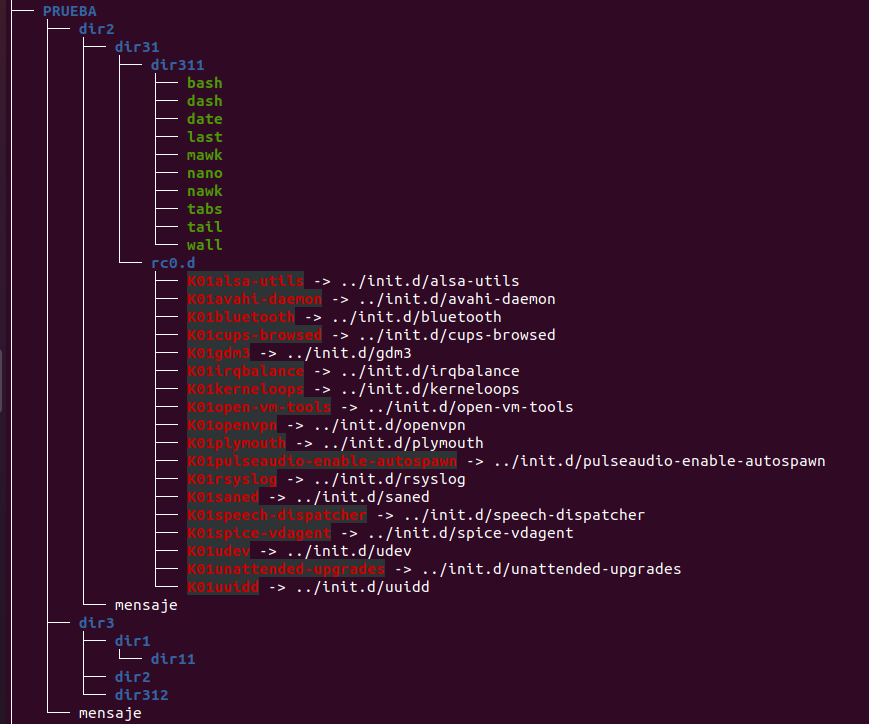 PRUEBA
dir2
dir31
dir311
bash
dash
date
last
mawk
nano
nawk
tabs
tail
wall
rc0.d
K01alsa-utils -> ../init.d/alsa-utils
K01avahi-daemon -> ../init.d/avahi-daemon
K01bluetooth -> ../init.d/bluetooth
K01cups-browsed -> ../init.d/cups-browsed
K01gdm3 -> ../init.d/gdm3
K01irqbalance -> ../init.d/irqbalance
K01kerneloops -> ../init.d/kerneloops
K01open-vm-tools -> ../init.d/open-vm-tools
K01openvpn -> ../init.d/openvpn
K01plymouth -> ../init.d/plymouth
K01pulseaudio-enable-autospawn -> ../init.d/pulseaudio-enable-autospawn
K01rsyslog -> ../init.d/rsyslog
K01saned -> ../init.d/saned
K01speech-dispatcher -> ../init.d/speech-dispatcher
K01spice-vdagent -> ../init.d/spice-vdagent
K01udev -> ../init.d/udev
K01unattended-upgrades -> ../init.d/unattended-upgrades
K01uuidd -> ../init.d/uuidd
mensaje
dir3
dir1
dir11
dir2
dir312
mensaje